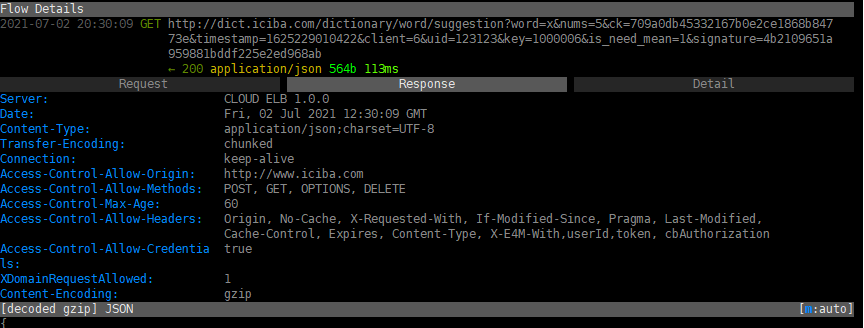 Flow Details
2021-07-02 20:30:09 GET http://dict.iciba.com/dictionary/word/suggestion?word=x&nums=5&ck=709a0db45332167b0e2ce1868b847
73e&timestamp=1625229010422&client=6&uid=123123&key=1000006&is_need_mean=1&signature=4b2109651a
959881bddf225e2ed968ab
← 200 application/json 564b 113ms
Request Response Detail
Server: CLOUD ELB 1.0.0
Date: Fri, 02 Jul 2021 12:30:09 GMT
Content-Type: application/json;charset=UTF-8
Transfer-Encoding: chunked
Connection: keep-alive
Access-Control-Allow-Origin: http://www.iciba.com
Access-Control-Allow-Methods: POST, GET, OPTIONS, DELETE
Access-Control-Max-Age: 60
Access-Control-Allow-Headers: Origin, No-Cache, X-Requested-With, If-Modified-Since, Pragma, Last-Modified,
Cache-Control, Expires, Content-Type, X-E4M-With,userId,token, cbAuthorization
Access-Control-Allow-Credentia true
ls:
XDomainRequestAllowed: 1
Content-Encoding: gzip
[decoded gzip] JSON [m:auto]
{